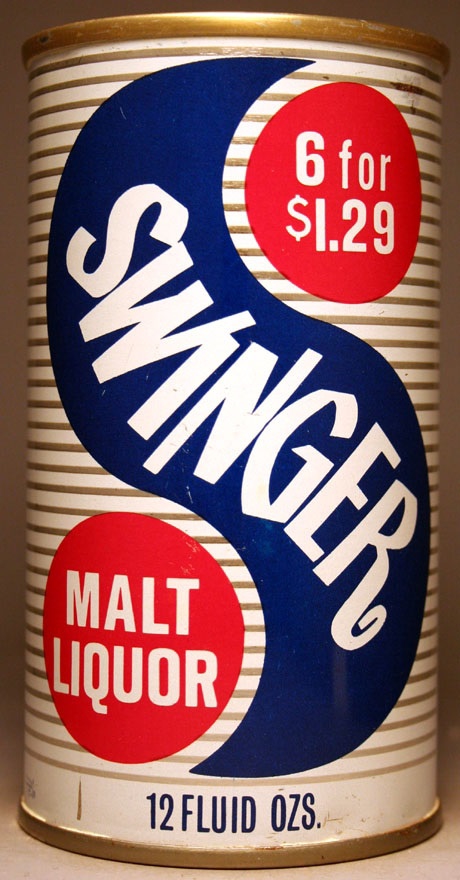 6 for
$1.29
SWINGER
MALT
LIQUOR
12 FLUID OZS.